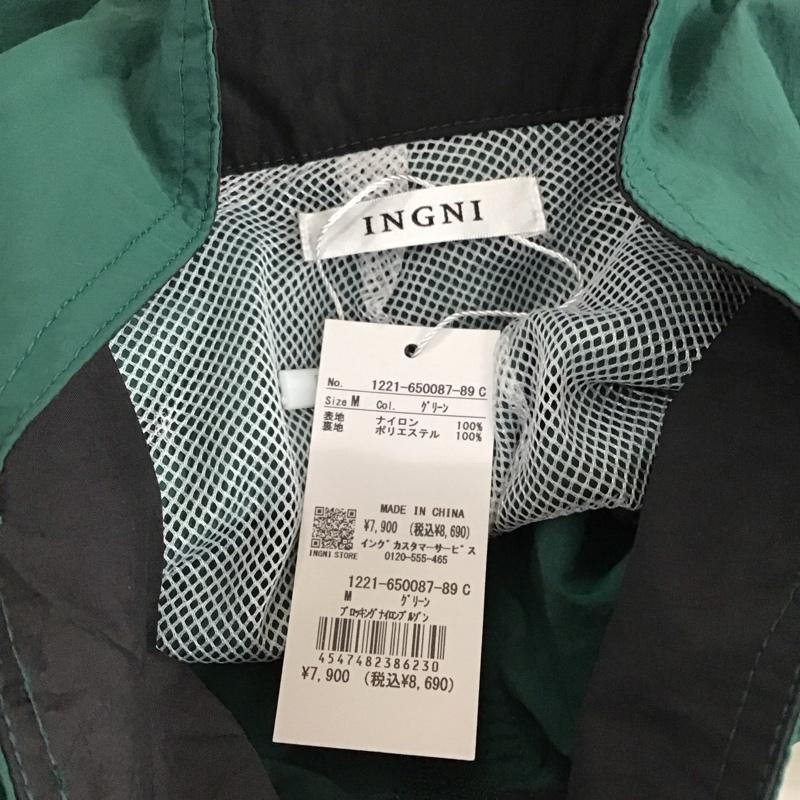 INGNI
No. 1221-650087-89 C
Size M Col. グリーン
表地 ナイロン 100%
裏地 ポリエステル 100%
MADE IN CHINA
¥7,900 (税込¥8,690)
イングカスタマーサービス
INGNI STORE 0120-555-465
1221-650087-89 C
M グリーン
ブロッキングナイロンブルゾン
4547482386230
¥7,900 (税込¥8,690)